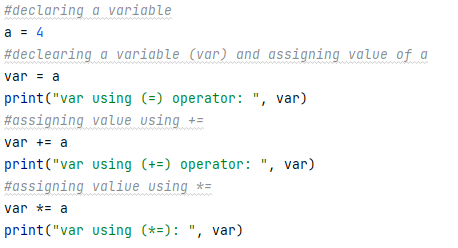 #declaring a variable
a = 4
#declearing a variable (var) and assigning value of a
var = a
print("var using (=) operator: ", var)
#assigning value using +=
var += a
print("var using (+=) operator: ", var)
#assigning valiue using *=
var *= a
print("var using (*=): ", var)